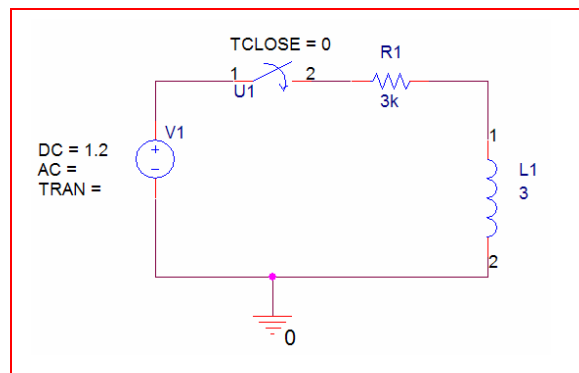 TCLOSE = 0
1
2
U1
R1
3k
V1
DC = 1.2
AC =
TRAN =
+
-
1
L1
3
2
0